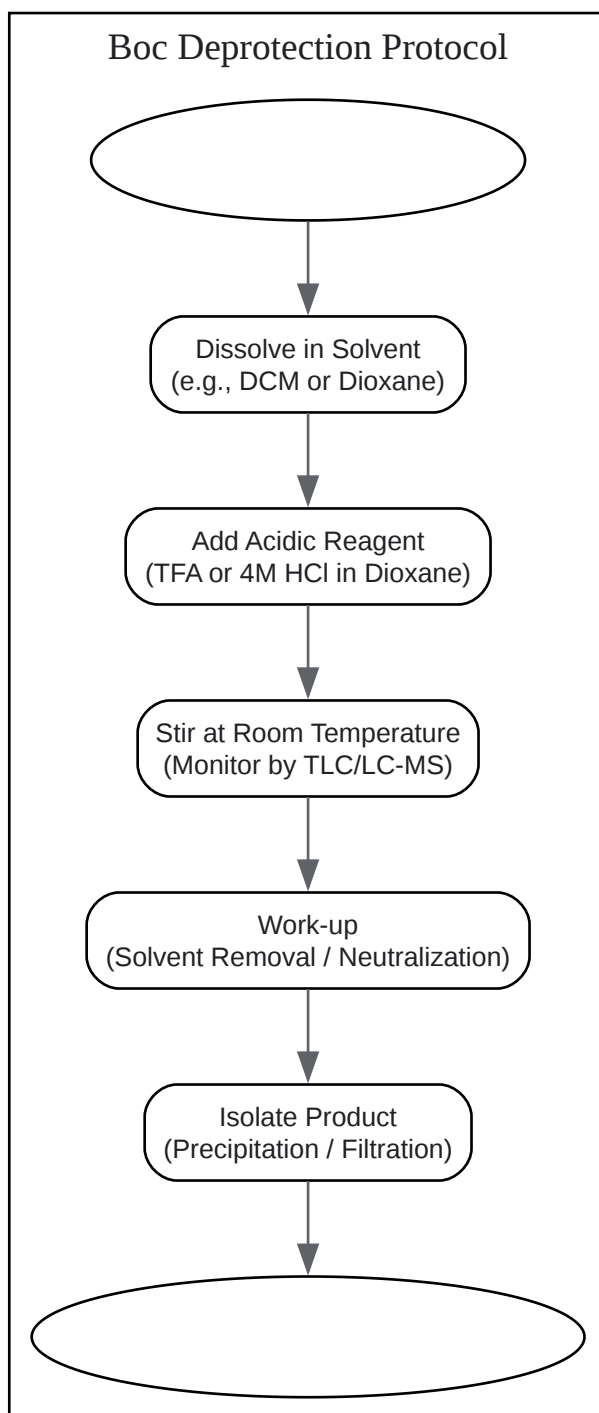 Boc Deprotection Protocol
Dissolve in Solvent
(e.g., DCM or Dioxane)
Add Acidic Reagent
(TFA or 4M HCl in Dioxane)
Stir at Room Temperature
(Monitor by TLC/LC-MS)
Work-up
(Solvent Removal / Neutralization)
Isolate Product
(Precipitation / Filtration)